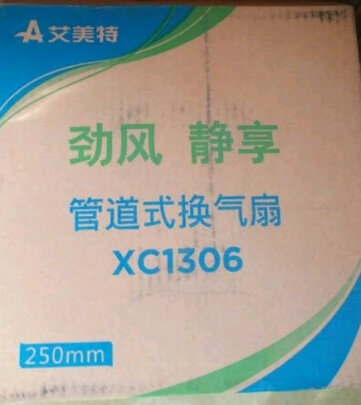 艾美特
劲风 静享
管道式换气扇
XC1306
250mm